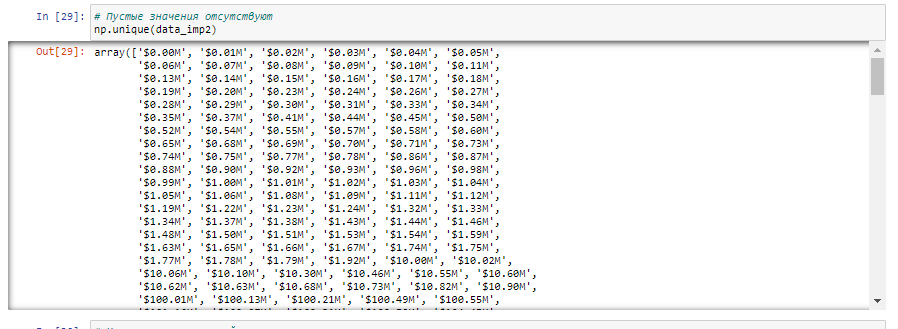 In [29]: # Пустые значения отсутствуют
np.unique(data_imp2)
Out[29]: array(['$0.00M', '$0.01M', '$0.02M', '$0.03M', '$0.04M', '$0.05M',
'$0.06M', '$0.07M', '$0.08M', '$0.09M', '$0.10M', '$0.11M',
'$0.13M', '$0.14M', '$0.15M', '$0.16M', '$0.17M', '$0.18M',
'$0.19M', '$0.20M', '$0.23M', '$0.24M', '$0.26M', '$0.27M',
'$0.28M', '$0.29M', '$0.30M', '$0.31M', '$0.33M', '$0.34M',
'$0.35M', '$0.37M', '$0.41M', '$0.44M', '$0.45M', '$0.50M',
'$0.52M', '$0.54M', '$0.55M', '$0.57M', '$0.58M', '$0.60M',
'$0.65M', '$0.68M', '$0.69M', '$0.70M', '$0.71M', '$0.73M',
'$0.74M', '$0.75M', '$0.77M', '$0.78M', '$0.86M', '$0.87M',
'$0.88M', '$0.90M', '$0.92M', '$0.93M', '$0.96M', '$0.98M',
'$0.99M', '$1.00M', '$1.01M', '$1.02M', '$1.03M', '$1.04M',
'$1.05M', '$1.06M', '$1.08M', '$1.09M', '$1.11M', '$1.12M',
'$1.19M', '$1.22M', '$1.23M', '$1.24M', '$1.32M', '$1.33M',
'$1.34M', '$1.37M', '$1.38M', '$1.43M', '$1.44M', '$1.46M',
'$1.48M', '$1.50M', '$1.51M', '$1.53M', '$1.54M', '$1.59M',
'$1.63M', '$1.65M', '$1.66M', '$1.67M', '$1.74M', '$1.75M',
'$1.77M', '$1.78M', '$1.79M', '$1.92M', '$10.00M', '$10.02M',
'$10.06M', '$10.10M', '$10.30M', '$10.46M', '$10.55M', '$10.60M',
'$10.62M', '$10.63M', '$10.68M', '$10.73M', '$10.82M', '$10.90M',
'$100.01M', '$100.13M', '$100.21M', '$100.49M', '$100.55M',